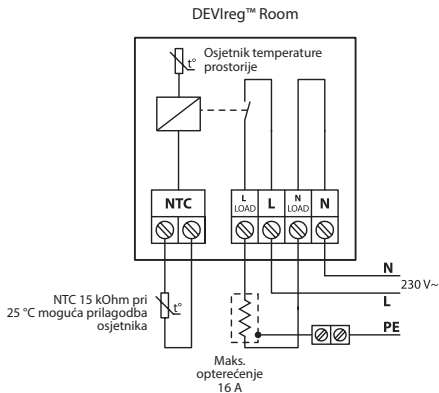 DEVIreg™ Room
Osjetnik temperature
prostorije
t°
NTC
L
LOAD
L
N
LOAD
N
N
230 V~
L
PE
NTC 15 kOhm pri
25 °C moguća prilagodba
osjetnika
t°
Maks.
opterećenje
16 A